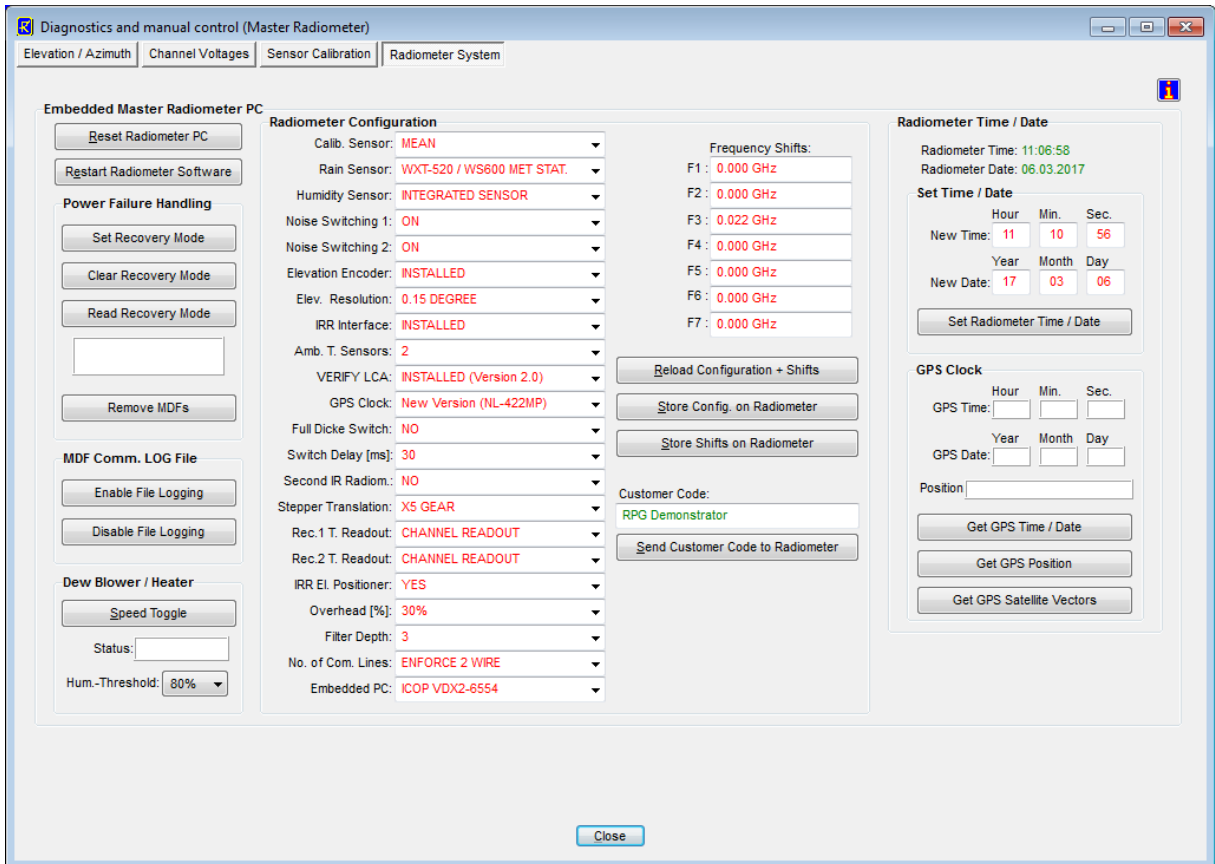 Diagnostics and manual control (Master Radiometer)
Elevation / Azimuth Channel Voltages Sensor Calibration Radiometer System
Embedded Master Radiometer PC
Reset Radiometer PC
Restart Radiometer Software
Power Failure Handling
Set Recovery Mode
Clear Recovery Mode
Read Recovery Mode
Remove MDFs
MDF Comm. LOG File
Enable File Logging
Disable File Logging
Dew Blower / Heater
Speed Toggle
Status:
Hum.-Threshold: 80%
Radiometer Configuration
Calib. Sensor: MEAN
Rain Sensor: WXT-520 / WS600 MET STAT.
Humidity Sensor: INTEGRATED SENSOR
Noise Switching 1: ON
Noise Switching 2: ON
Elevation Encoder: INSTALLED
Elev. Resolution: 0.15 DEGREE
IRR Interface: INSTALLED
Amb. T. Sensors: 2
VERIFY LCA: INSTALLED (Version 2.0)
GPS Clock: New Version (NL-422MP)
Full Dicke Switch: NO
Switch Delay [ms]: 30
Second IR Radiom.: NO
Stepper Translation: X5 GEAR
Rec.1 T. Readout: CHANNEL READOUT
Rec.2 T. Readout: CHANNEL READOUT
IRR El. Positioner: YES
Overhead [%]: 30%
Filter Depth: 3
No. of Com. Lines: ENFORCE 2 WIRE
Embedded PC: ICOP VDX2-6554
Frequency Shifts:
F1 : 0.000 GHz
F2 : 0.000 GHz
F3 : 0.022 GHz
F4 : 0.000 GHz
F5 : 0.000 GHz
F6 : 0.000 GHz
F7 : 0.000 GHz
Reload Configuration + Shifts
Store Config. on Radiometer
Store Shifts on Radiometer
Customer Code:
RPG Demonstrator
Send Customer Code to Radiometer
Radiometer Time / Date
Radiometer Time: 11:06:58
Radiometer Date: 06.03.2017
Set Time / Date
Hour Min. Sec.
New Time: 11 10 56
Year Month Day
New Date: 17 03 06
Set Radiometer Time / Date
GPS Clock
Hour Min. Sec.
GPS Time:
Year Month Day
GPS Date:
Position
Get GPS Time / Date
Get GPS Position
Get GPS Satellite Vectors
Close